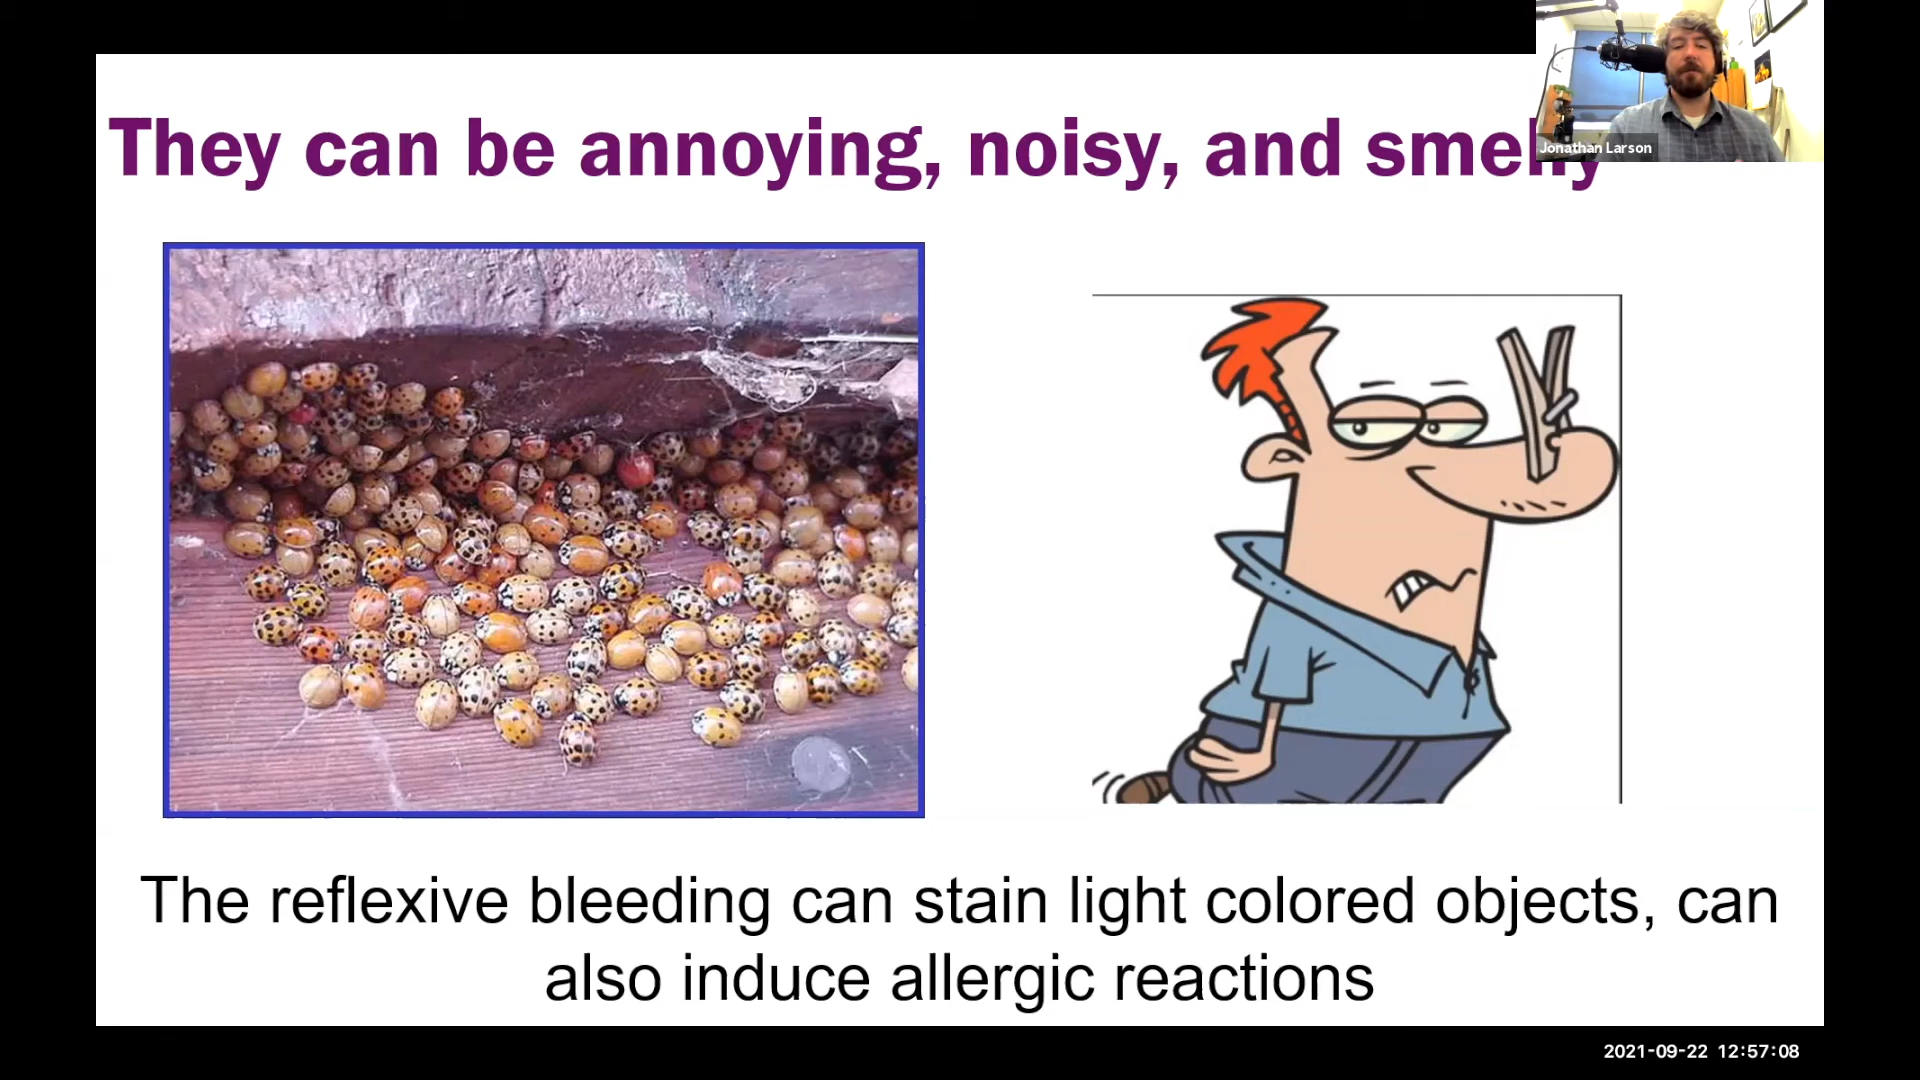 They can be annoying, noisy, and smelly
Jonathan Larson
The reflexive bleeding can stain light colored objects, can
also induce allergic reactions
2021-09-22 12:57:08